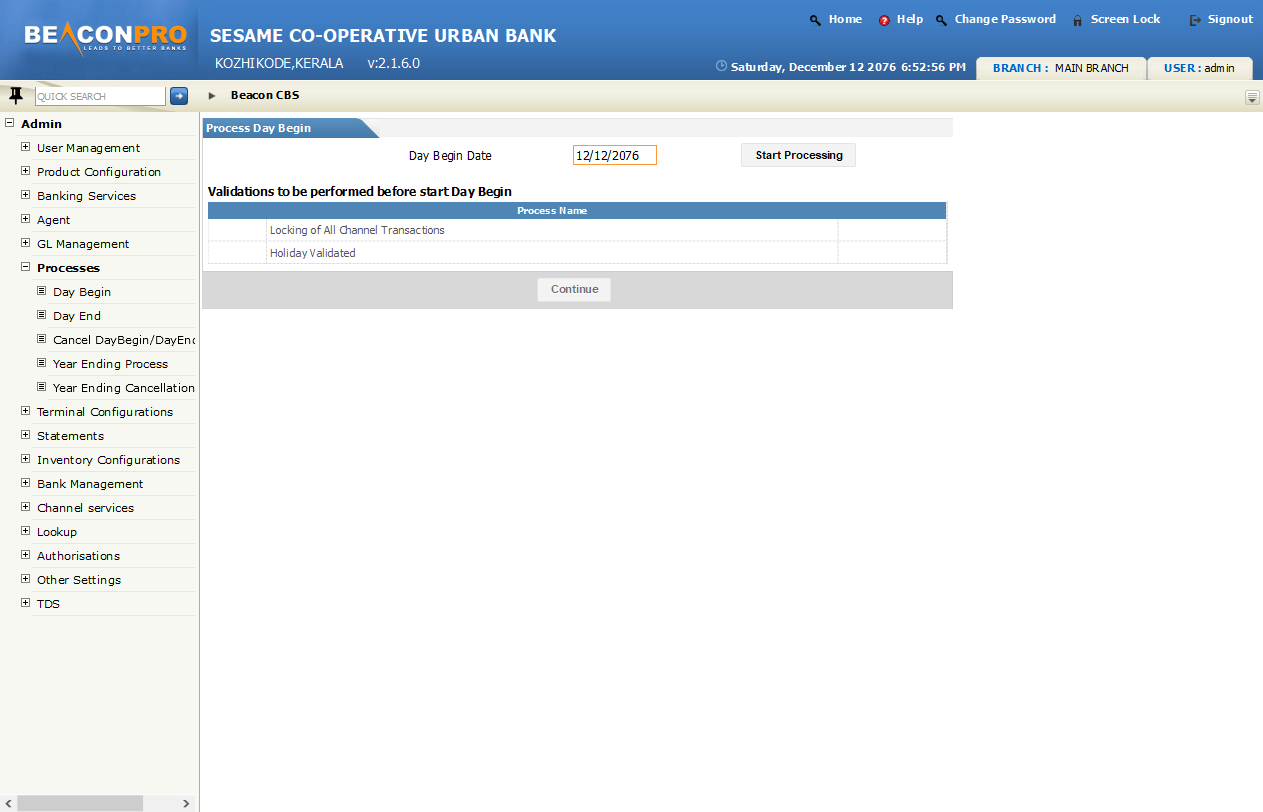 Home Help Change Password Screen Lock Signout
BEACONPRO
LEADS TO BETTER BANKS
SESAME CO-OPERATIVE URBAN BANK
KOZHIKODE,KERALA v:2.1.6.0
Saturday, December 12 2076 6:52:56 PM
BRANCH : MAIN BRANCH
USER : admin
QUICK SEARCH
Beacon CBS
Admin
User Management
Product Configuration
Banking Services
Agent
GL Management
Processes
Day Begin
Day End
Cancel DayBegin/DayEnd
Year Ending Process
Year Ending Cancellation
Terminal Configurations
Statements
Inventory Configurations
Bank Management
Channel services
Lookup
Authorisations
Other Settings
TDS
Process Day Begin
Day Begin Date 12/12/2076 Start Processing
Validations to be performed before start Day Begin
Process Name
Locking of All Channel Transactions
Holiday Validated
Continue